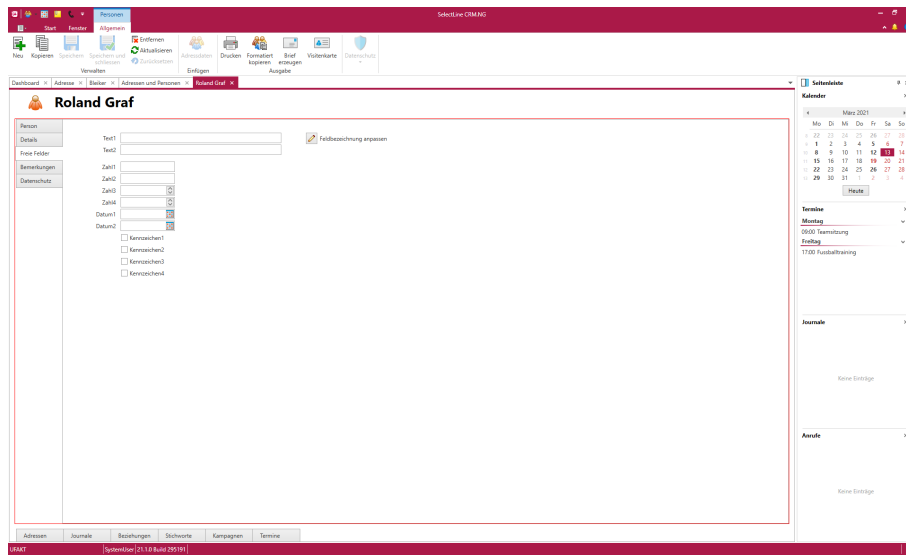 Personen
SelectLine CRM.NG
Start Fenster Allgemein
Neu Kopieren Speichern Speichern und schliessen Entfernen Aktualisieren Zurücksetzen Adressdaten Drucken Formatiert kopieren Brief erzeugen Visitenkarte Datenschutz
Verwalten Einfügen Ausgabe
Dashboard × Adresse × Bleiker × Adressen und Personen × Roland Graf ×
Roland Graf
Person
Details
Freie Felder
Bemerkungen
Datenschutz
Text1
Feldbezeichnung anpassen
Text2
Zahl1
Zahl2
Zahl3
Zahl4
Datum1
Datum2
Kennzeichen1
Kennzeichen2
Kennzeichen3
Kennzeichen4
Seitenleiste
Kalender
März 2021
Mo Di Mi Do Fr Sa So
22 23 24 25 26 27 28
1 2 3 4 5 6 7
8 9 10 11 12 13 14
15 16 17 18 19 20 21
22 23 24 25 26 27 28
29 30 31 1 2 3 4
Heute
Termine
Montag
09:00 Teamsitzung
Freitag
17:00 Fussballtraining
Journale
Keine Einträge
Anrufe
Keine Einträge
Adressen Journale Beziehungen Stichworte Kampagnen Termine
UFAKT SystemUser 21.1.0 Build 295191